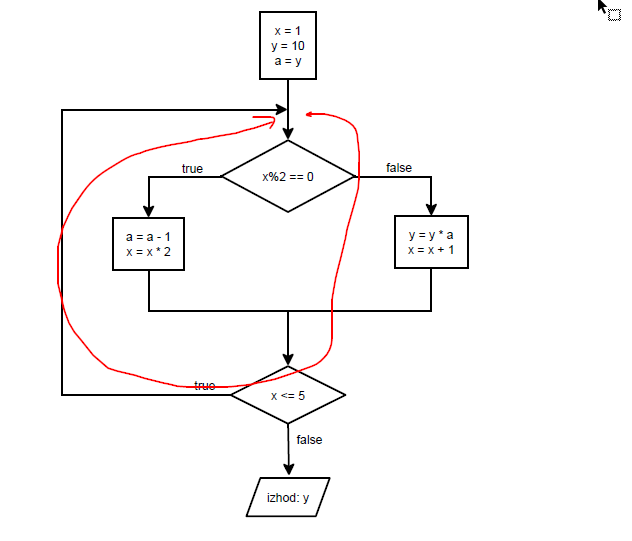 x = 1
y = 10
a = y
true
x%2 == 0
false
a = a - 1
x = x * 2
y = y * a
x = x + 1
true
x <= 5
false
izhod: y